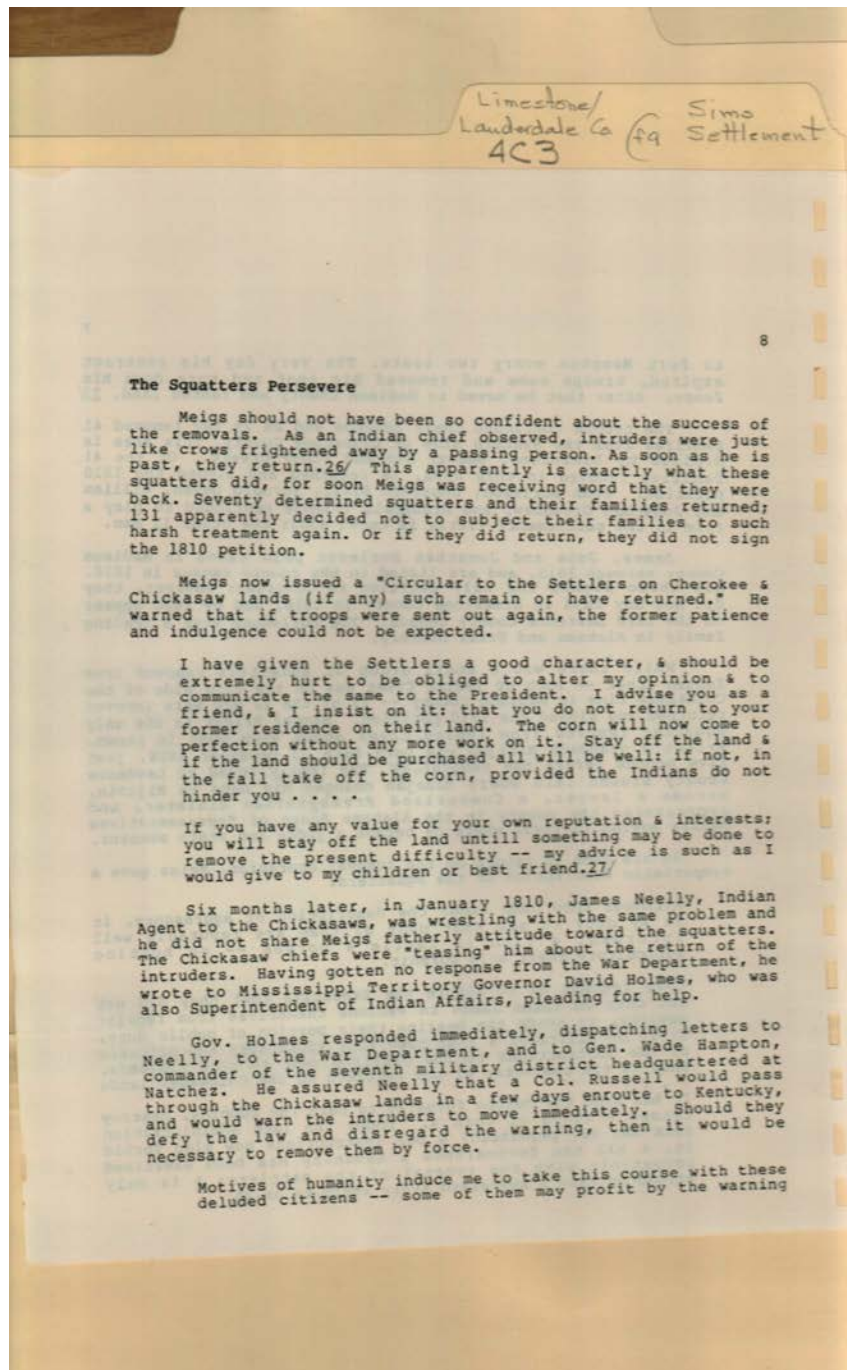 Limestone/
Lauderdale Co
4C3
Sims
Settlement
8
The Squatters Persevere
Meigs should not have been so confident about the success of
the removals. As an Indian chief observed, intruders were just
like crows frightened away by a passing person. As soon as he is
past, they return.26/ This apparently is exactly what these
squatters did, for soon Meigs was receiving word that they were
back. Seventy determined squatters and their families returned;
131 apparently decided not to subject their families to such
harsh treatment again. Or if they did return, they did not sign
the 1810 petition.
Meigs now issued a "Circular to the Settlers on Cherokee &
Chickasaw lands (if any) such remain or have returned." He
warned that if troops were sent out again, the former patience
and indulgence could not be expected.
I have given the Settlers a good character, & should be
extremely hurt to be obliged to alter my opinion & to
communicate the same to the President. I advise you as a
friend, & I insist on it: that you do not return to your
former residence on their land. The corn will now come to
perfection without any more work on it. Stay off the land &
if the land should be purchased all will be well: if not, in
the fall take off the corn, provided the Indians do not
hinder you . . . .
If you have any value for your own reputation & interests;
you will stay off the land untill something may be done to
remove the present difficulty -- my advice is such as I
would give to my children or best friend.27/
Six months later, in January 1810, James Neelly, Indian
Agent to the Chickasaws, was wrestling with the same problem and
he did not share Meigs fatherly attitude toward the squatters.
The Chickasaw chiefs were "teasing" him about the return of the
intruders. Having gotten no response from the War Department, he
wrote to Mississippi Territory Governor David Holmes, who was
also Superintendent of Indian Affairs, pleading for help.
Gov. Holmes responded immediately, dispatching letters to
Neelly, to the War Department, and to Gen. Wade Hampton,
commander of the seventh military district headquartered at
Natchez. He assured Neelly that a Col. Russell would pass
through the Chickasaw lands in a few days enroute to Kentucky,
and would warn the intruders to move immediately. Should they
defy the law and disregard the warning, then it would be
necessary to remove them by force.
Motives of humanity induce me to take this course with these
deluded citizens -- some of them may profit by the warning